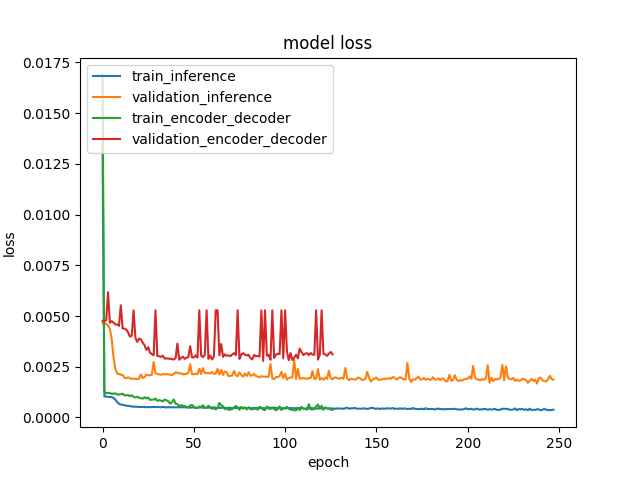 model loss
0.0175
0.0150
0.0125
0.0100
0.0075
0.0050
0.0025
0.0000
loss
train_inference
validation_inference
train_encoder_decoder
validation_encoder_decoder
0 50 100 150 200 250
epoch